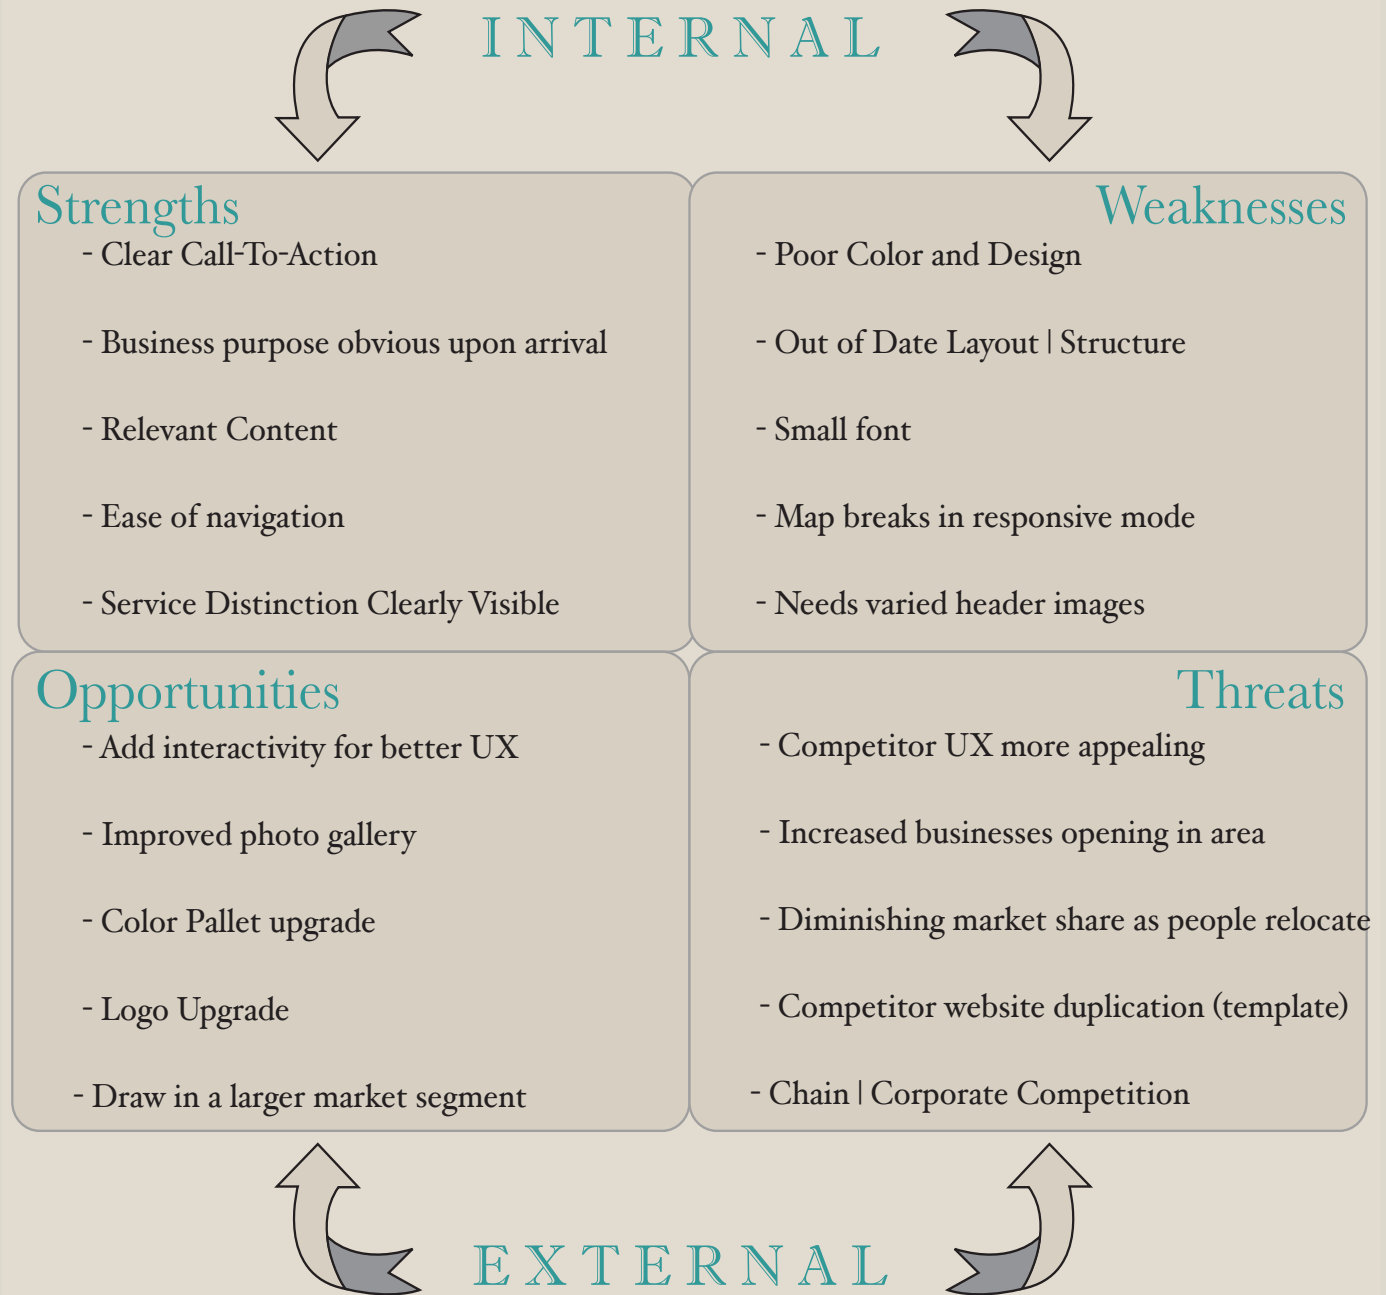 INTERNAL
Strengths
- Clear Call-To-Action
- Business purpose obvious upon arrival
- Relevant Content
- Ease of navigation
- Service Distinction Clearly Visible
Weaknesses
- Poor Color and Design
- Out of Date Layout | Structure
- Small font
- Map breaks in responsive mode
- Needs varied header images
Opportunities
- Add interactivity for better UX
- Improved photo gallery
- Color Pallet upgrade
- Logo Upgrade
- Draw in a larger market segment
Threats
- Competitor UX more appealing
- Increased businesses opening in area
- Diminishing market share as people relocate
- Competitor website duplication (template)
- Chain | Corporate Competition
EXTERNAL